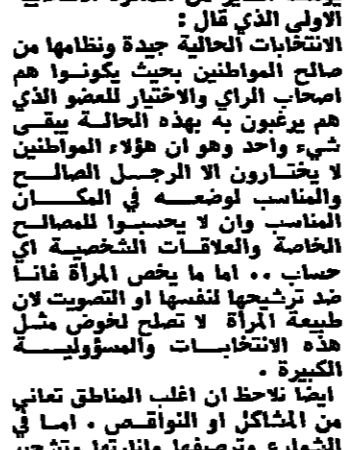 الاولى الذي قال :
الانتخابات الحالية جيدة ونظامها من
صالح المواطنين بحيث يكونوا هم
اصحاب الراي والاختيار للعضو الذي
هم يرغبون به بهذه الحالة يبقى
شيء واحد وهو ان هؤلاء المواطنين
لا يختارون الا الرجل الصالح
والمناسب لوضعه في المكان
المناسب وان لا يحسبوا للمصالح
الخاصة والعلاقات الشخصية اي
حساب .. اما ما يخص المرأة فانا
ضد ترشيحها لنفسها او التصويت لان
طبيعة المرأة لا تصلح لخوض مثل
هذه الانتخابات والمسؤولية
الكبيرة .
ايضا نلاحظ ان اغلب المناطق تعاني
من المشاكل او النواقص . اما في
الشوارع وترصيفها وانارتها